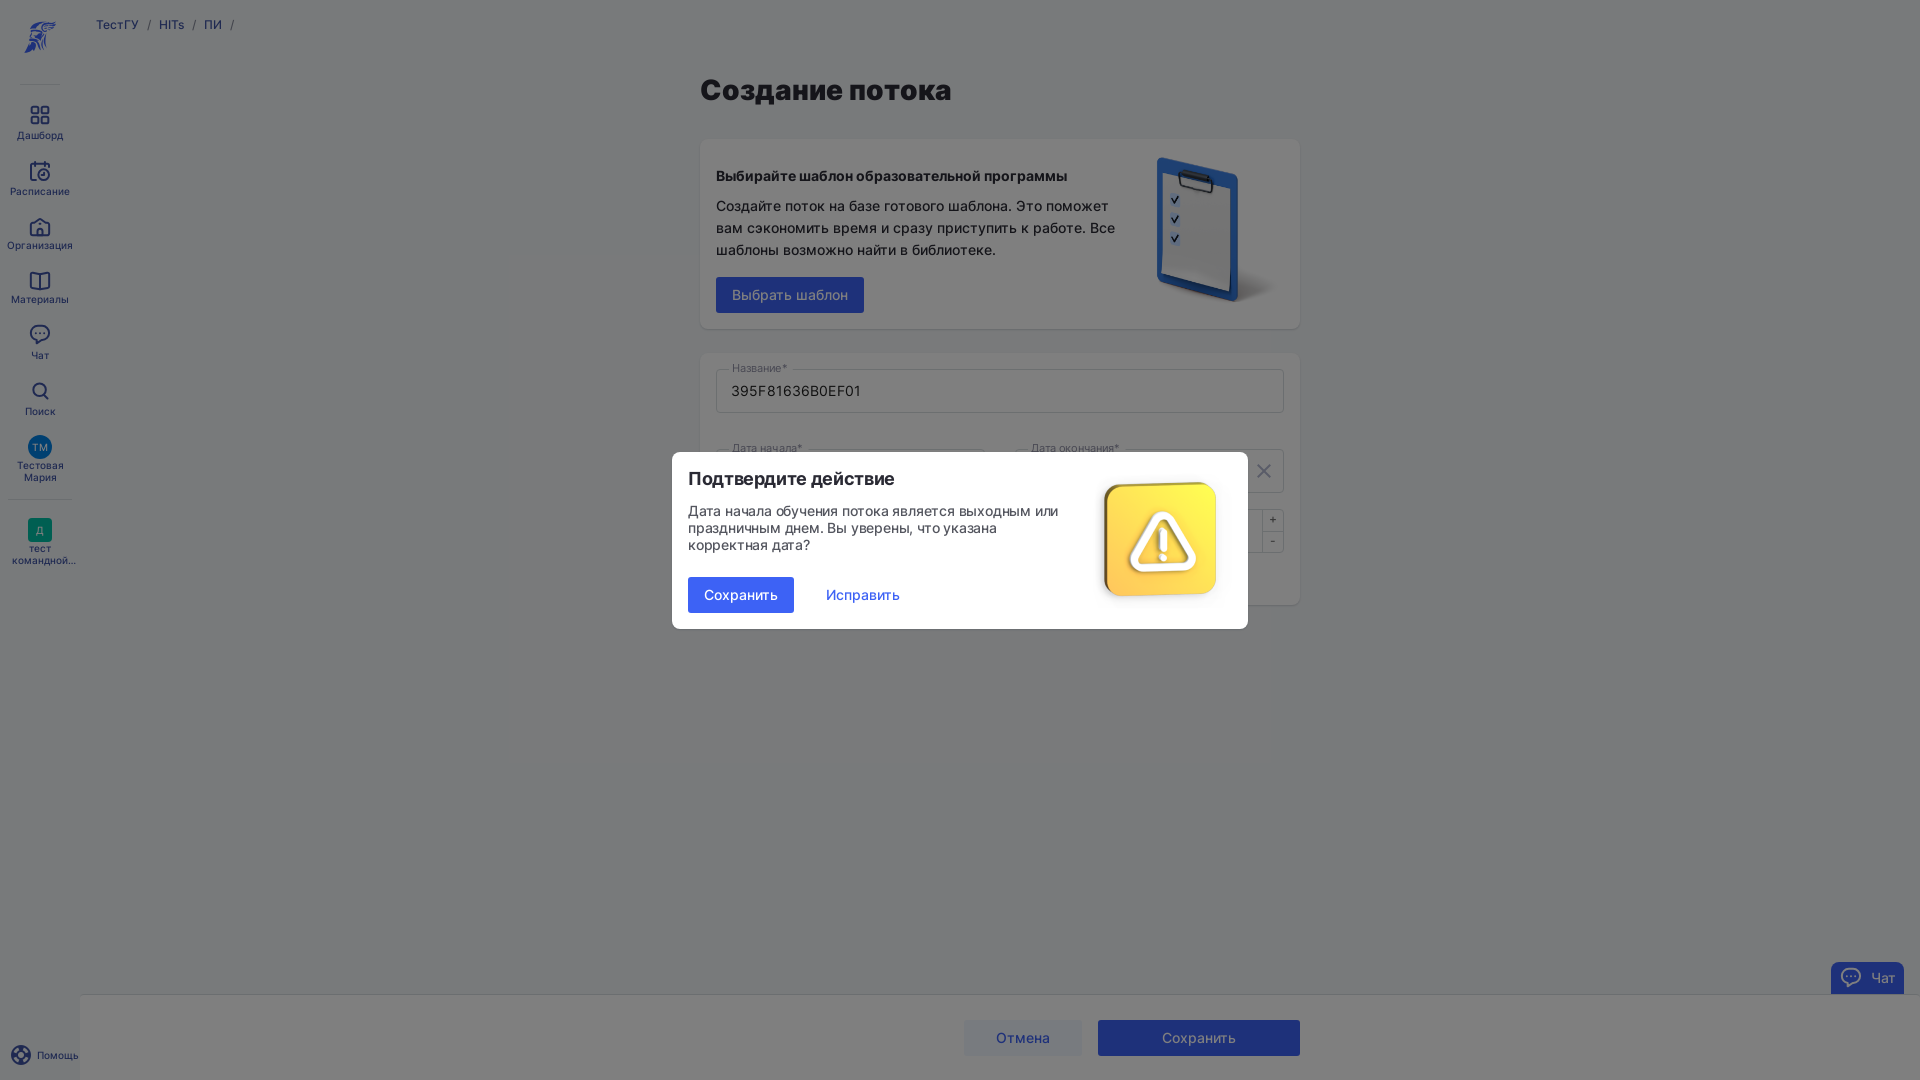 ТестГУ / HITs / ПИ /
Дашборд
Расписание
Организация
Материалы
Чат
Поиск
ТМ
Тестовая
Мария
Д
тест
командной...
Помощь
Создание потока
Выбирайте шаблон образовательной программы
Создайте поток на базе готового шаблона. Это поможет
вам сэкономить время и сразу приступить к работе. Все
шаблоны возможно найти в библиотеке.
Выбрать шаблон
Название*
395F81636B0EF01
Дата начала*
Дата окончания*
+
-
Подтвердите действие
Дата начала обучения потока является выходным или
праздничным днем. Вы уверены, что указана
корректная дата?
Сохранить
Исправить
Чат
Отмена
Сохранить